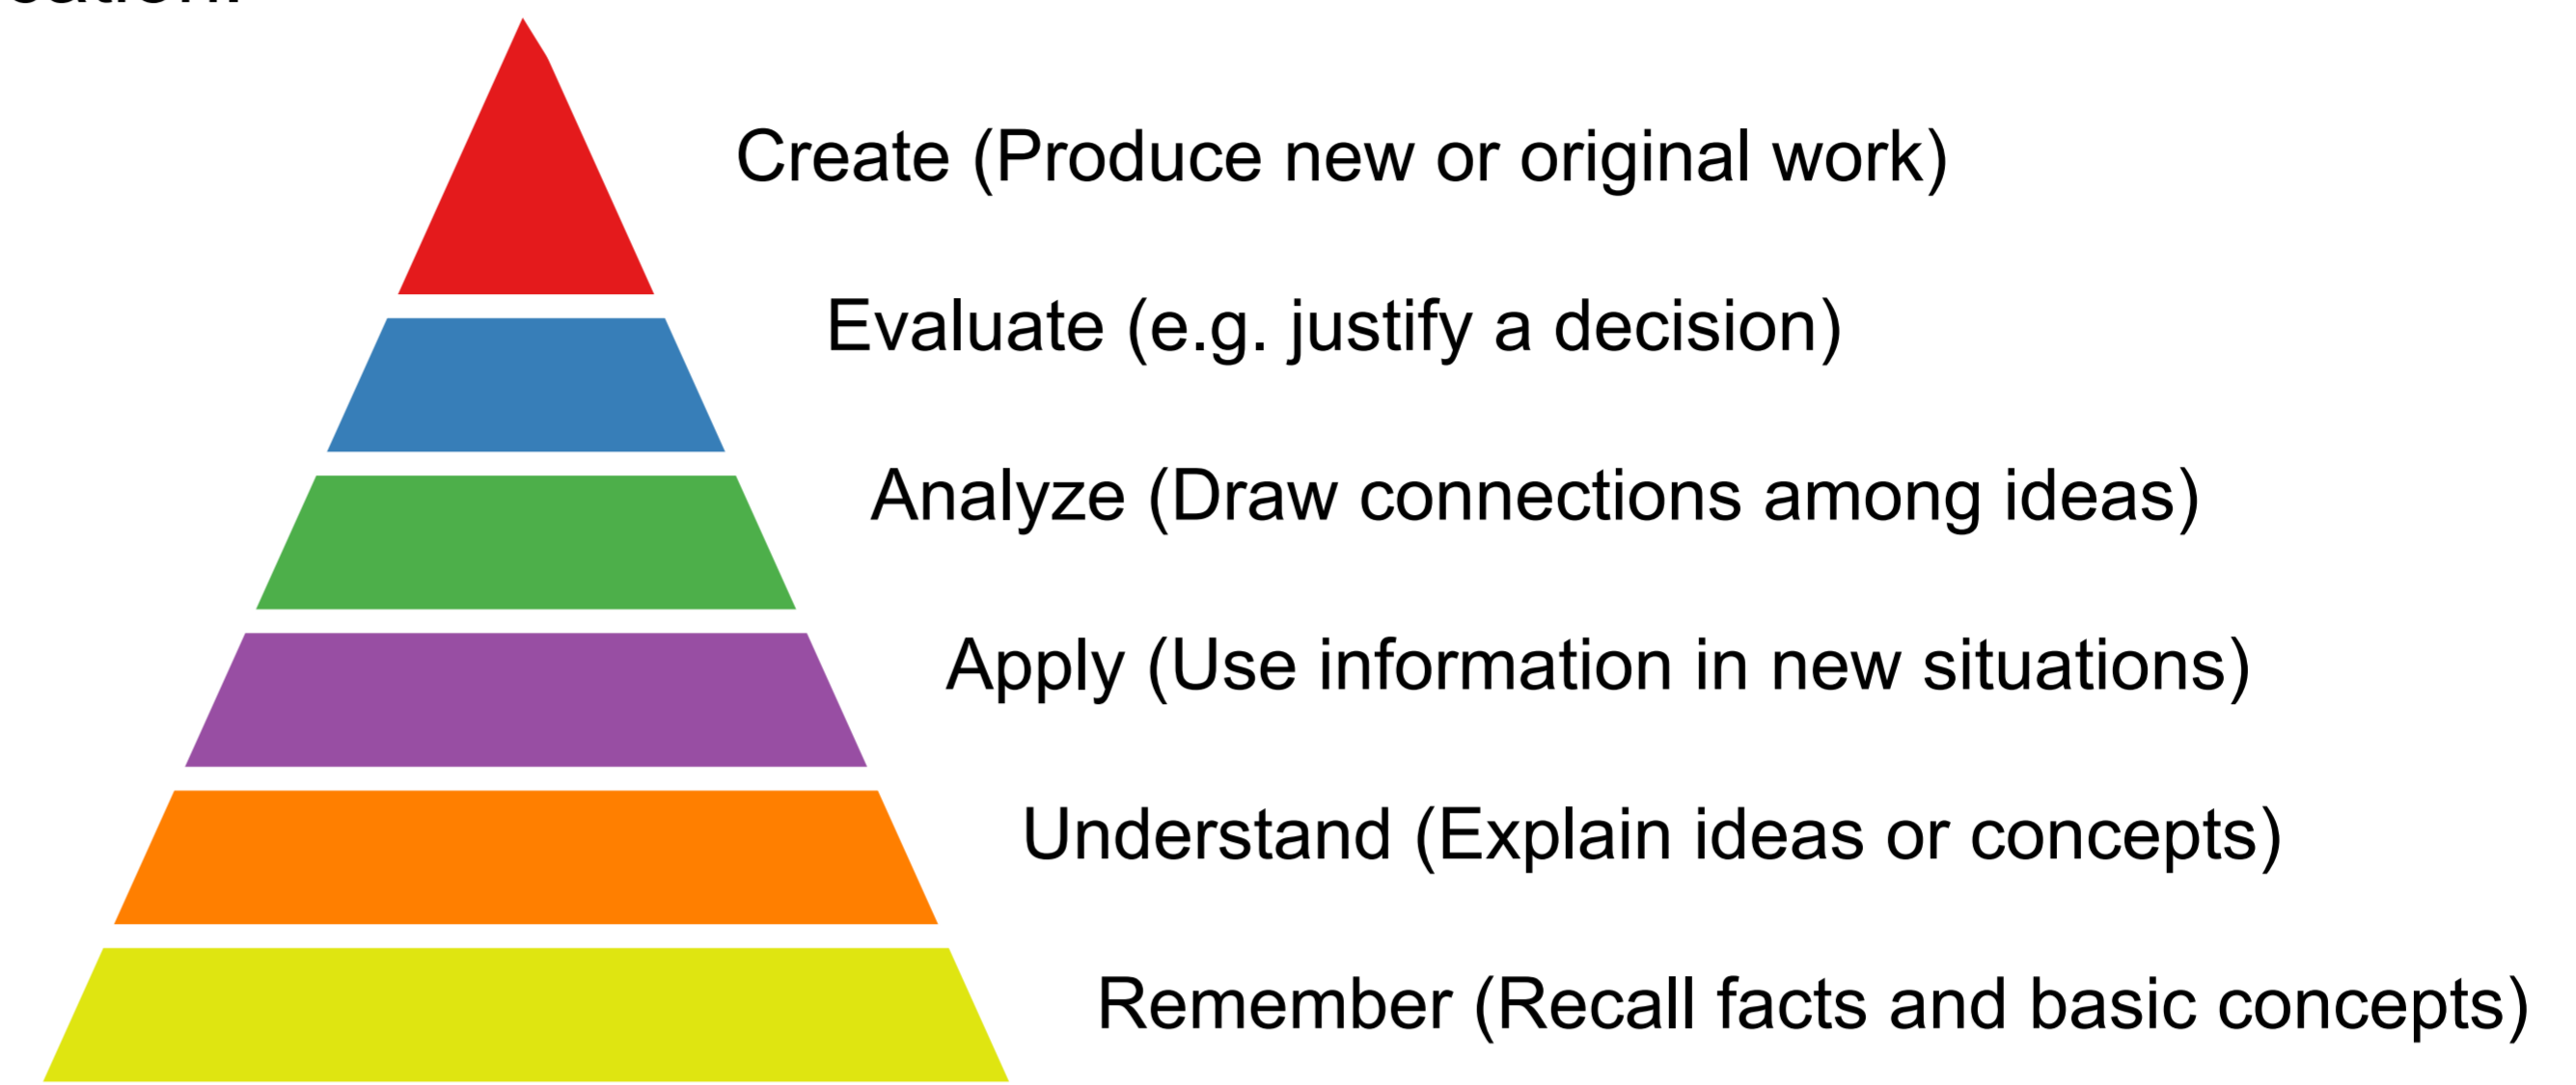 Create (Produce new or original work)
Evaluate (e.g. justify a decision)
Analyze (Draw connections among ideas)
Apply (Use information in new situations)
Understand (Explain ideas or concepts)
Remember (Recall facts and basic concepts)